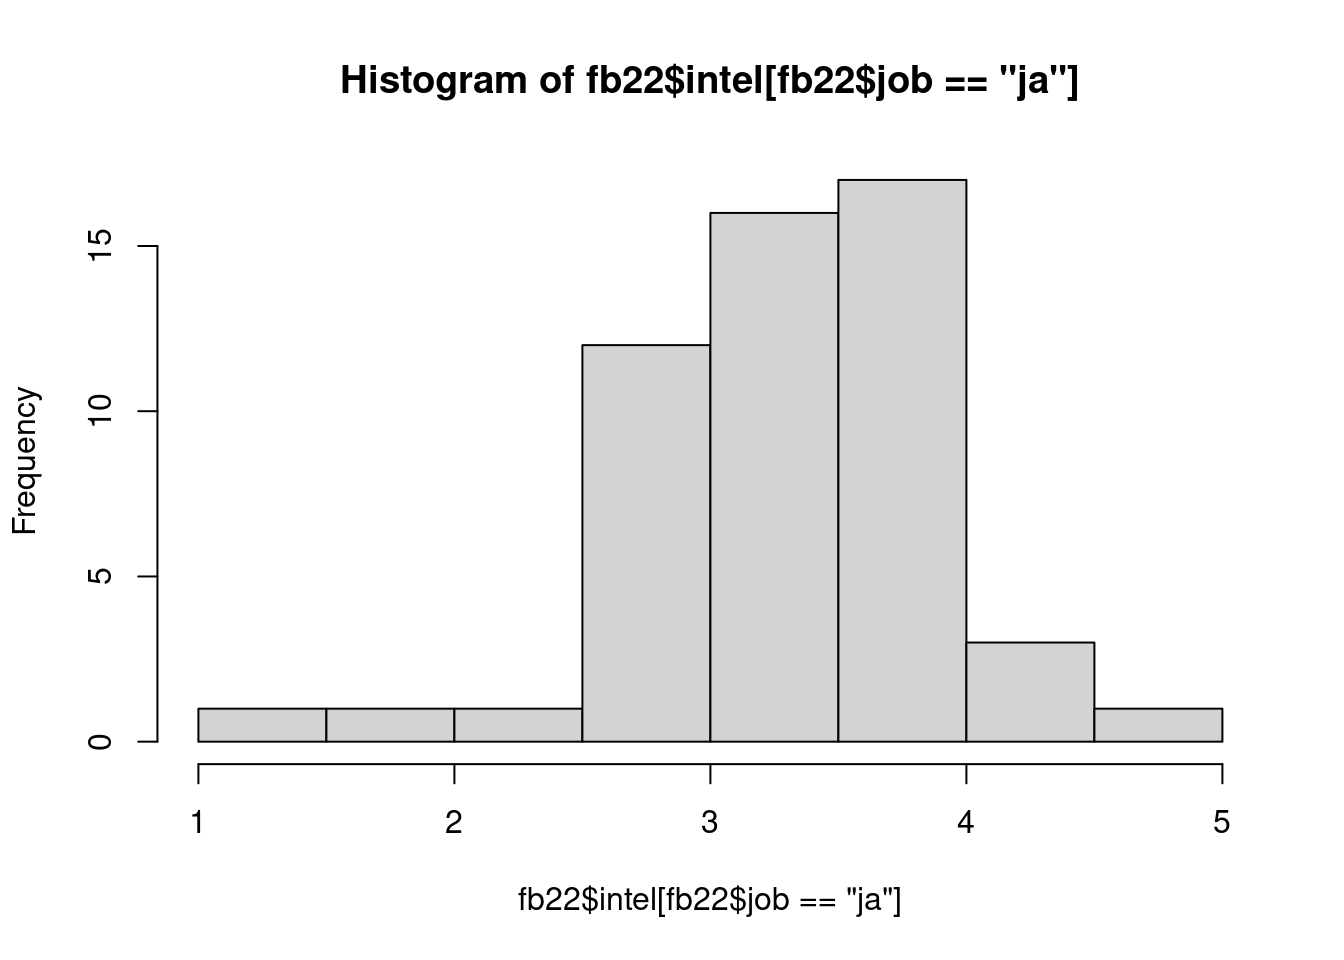 Histogram of fb22$intel[fb22$job == "ja"]
Frequency
15
10
5
0
1 2 3 4 5
fb22$intel[fb22$job == "ja"]